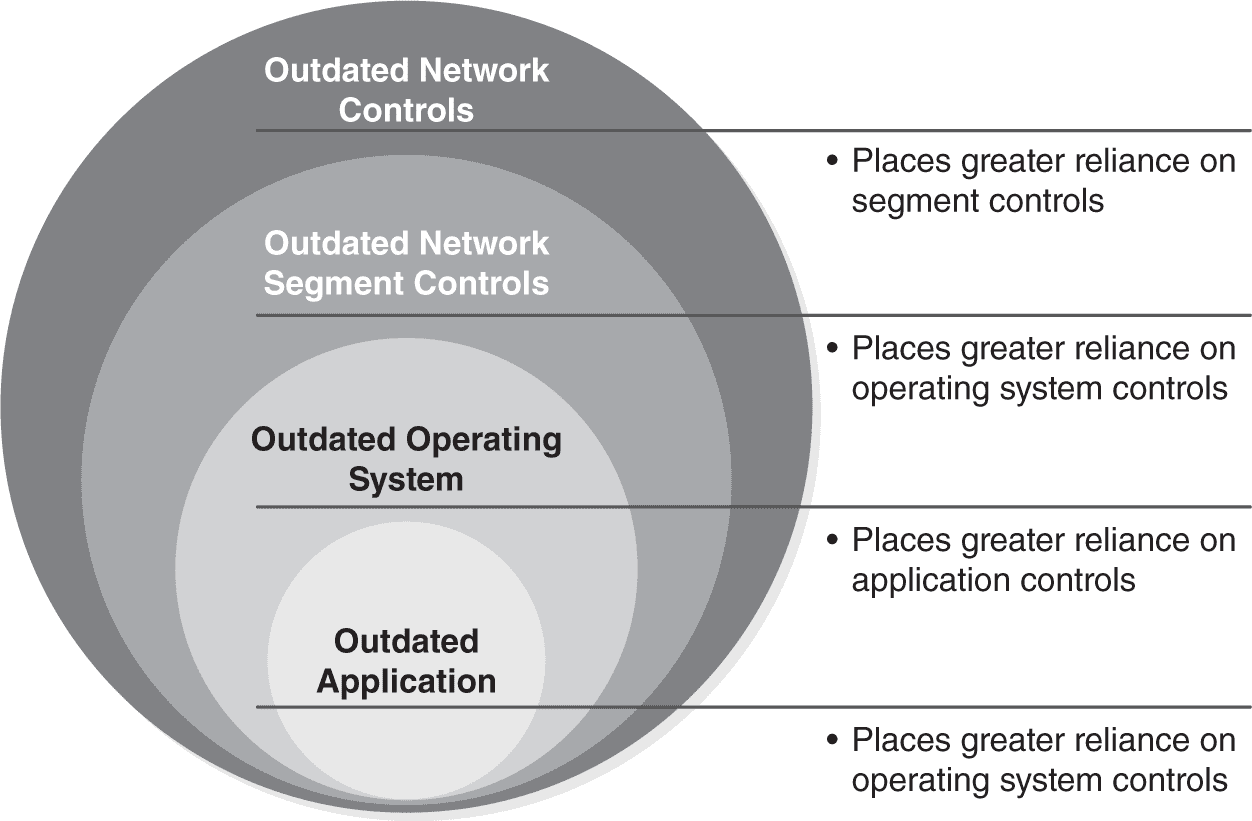 Outdated Network
Controls
• Places greater reliance on
segment controls
Outdated Network
Segment Controls
• Places greater reliance on
operating system controls
Outdated Operating
System
• Places greater reliance on
application controls
Outdated
Application
• Places greater reliance on
operating system controls